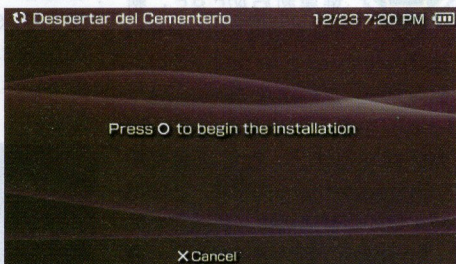 Despertar del Cementerio 12/23 7:20 PM
Press O to begin the installation
X Cancel